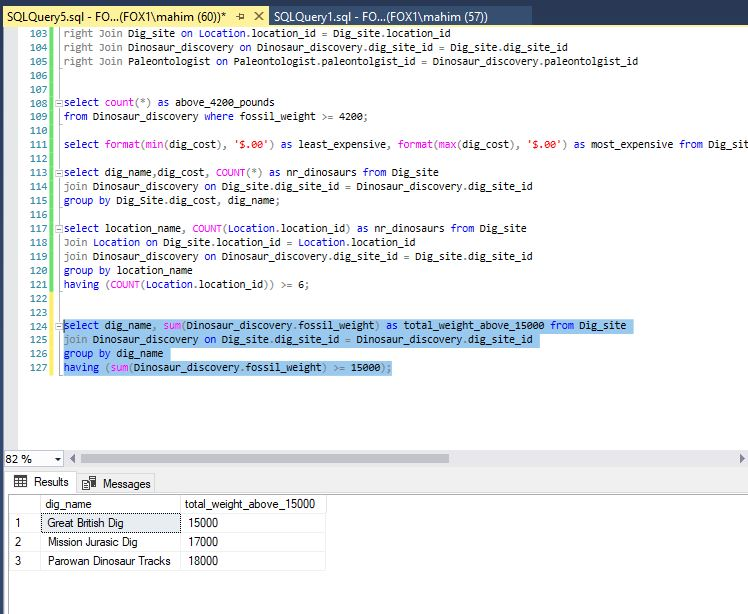 SQLQuery5.sql - FO...(FOX1\mahim (60))* SQLQuery1.sql - FO...(FOX1\mahim (57))
103 right Join Dig_site on Location.location_id = Dig_site.location_id
104 right Join Dinosaur_discovery on Dinosaur_discovery.dig_site_id = Dig_site.dig_site_id
105 right Join Paleontologist on Paleontologist.paleontolgist_id = Dinosaur_discovery.paleontolgist_id
106
107
108 select count(*) as above_4200_pounds
109 from Dinosaur_discovery where fossil_weight >= 4200;
110
111 select format(min(dig_cost), '$.00') as least_expensive, format(max(dig_cost), '$.00') as most_expensive from Dig_sit
112
113 select dig_name,dig_cost, COUNT(*) as nr_dinosaurs from Dig_site
114 join Dinosaur_discovery on Dig_site.dig_site_id = Dinosaur_discovery.dig_site_id
115 group by Dig_Site.dig_cost, dig_name;
116
117 select location_name, COUNT(Location.location_id) as nr_dinosaurs from Dig_site
118 Join Location on Dig_site.location_id = Location.location_id
119 join Dinosaur_discovery on Dinosaur_discovery.dig_site_id = Dig_site.dig_site_id
120 group by location_name
121 having (COUNT(Location.location_id)) >= 6;
122
123
124 select dig_name, sum(Dinosaur_discovery.fossil_weight) as total_weight_above_15000 from Dig_site
125 join Dinosaur_discovery on Dig_site.dig_site_id = Dinosaur_discovery.dig_site_id
126 group by dig_name
127 having (sum(Dinosaur_discovery.fossil_weight) >= 15000);
82 %
Results Messages
dig_name total_weight_above_15000
1 Great British Dig 15000
2 Mission Jurasic Dig 17000
3 Parowan Dinosaur Tracks 18000